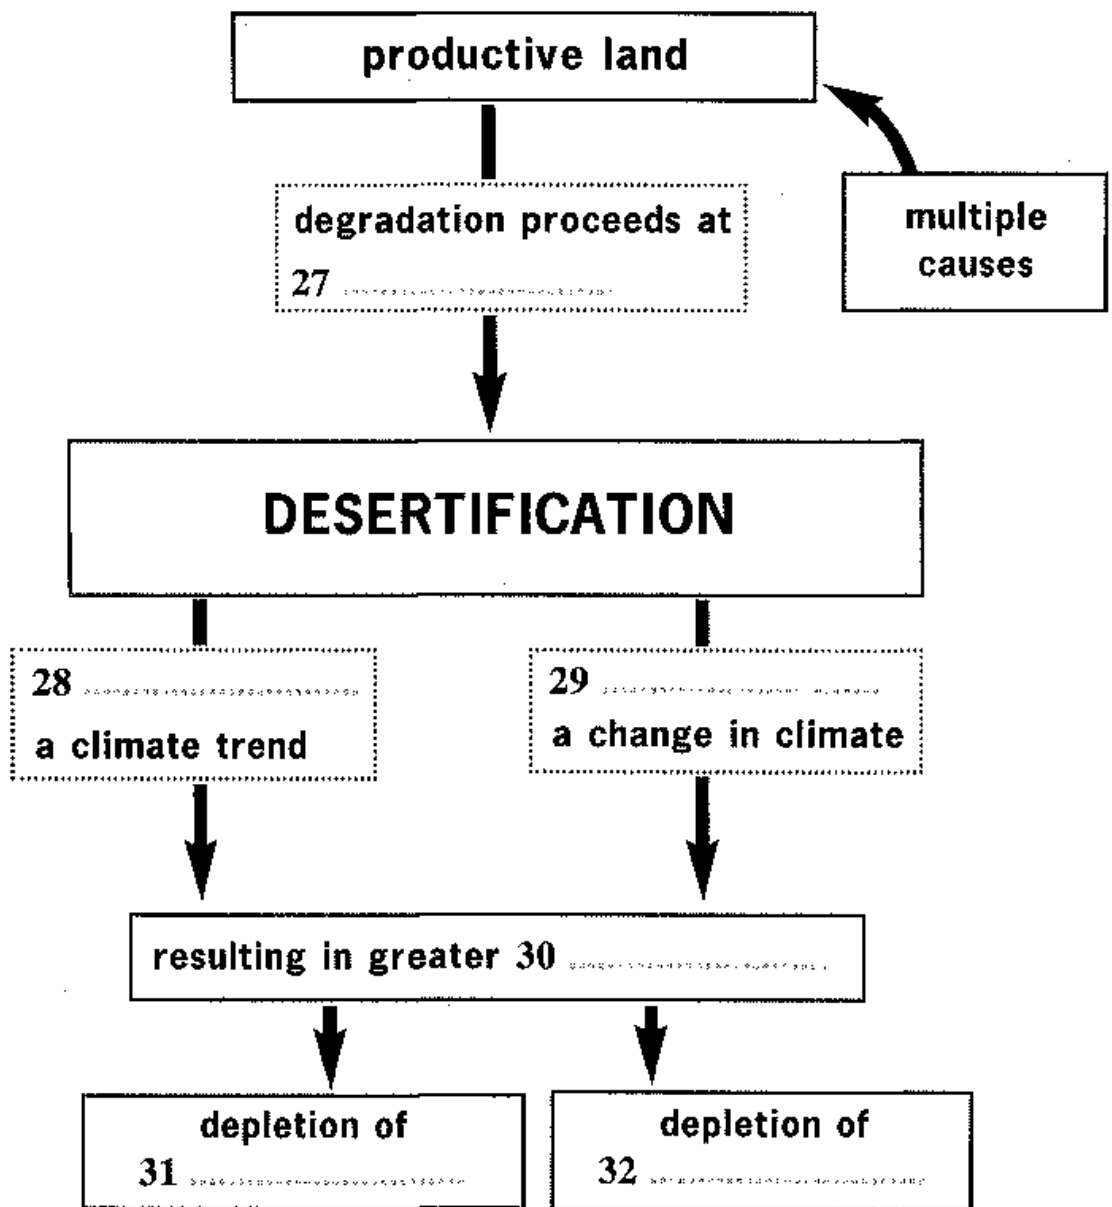 productive land
multiple
causes
degradation proceeds at
27
DESERTIFICATION
28
a climate trend
29
a change in climate
resulting in greater 30
depletion of
31
depletion of
32